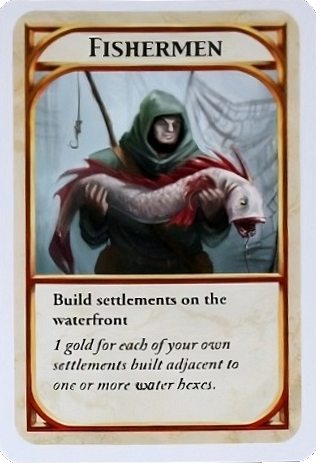 FISHERMEN
Build settlements on the
waterfront
1 gold for each of your own
settlements built adjacent to
one or more water hexes.